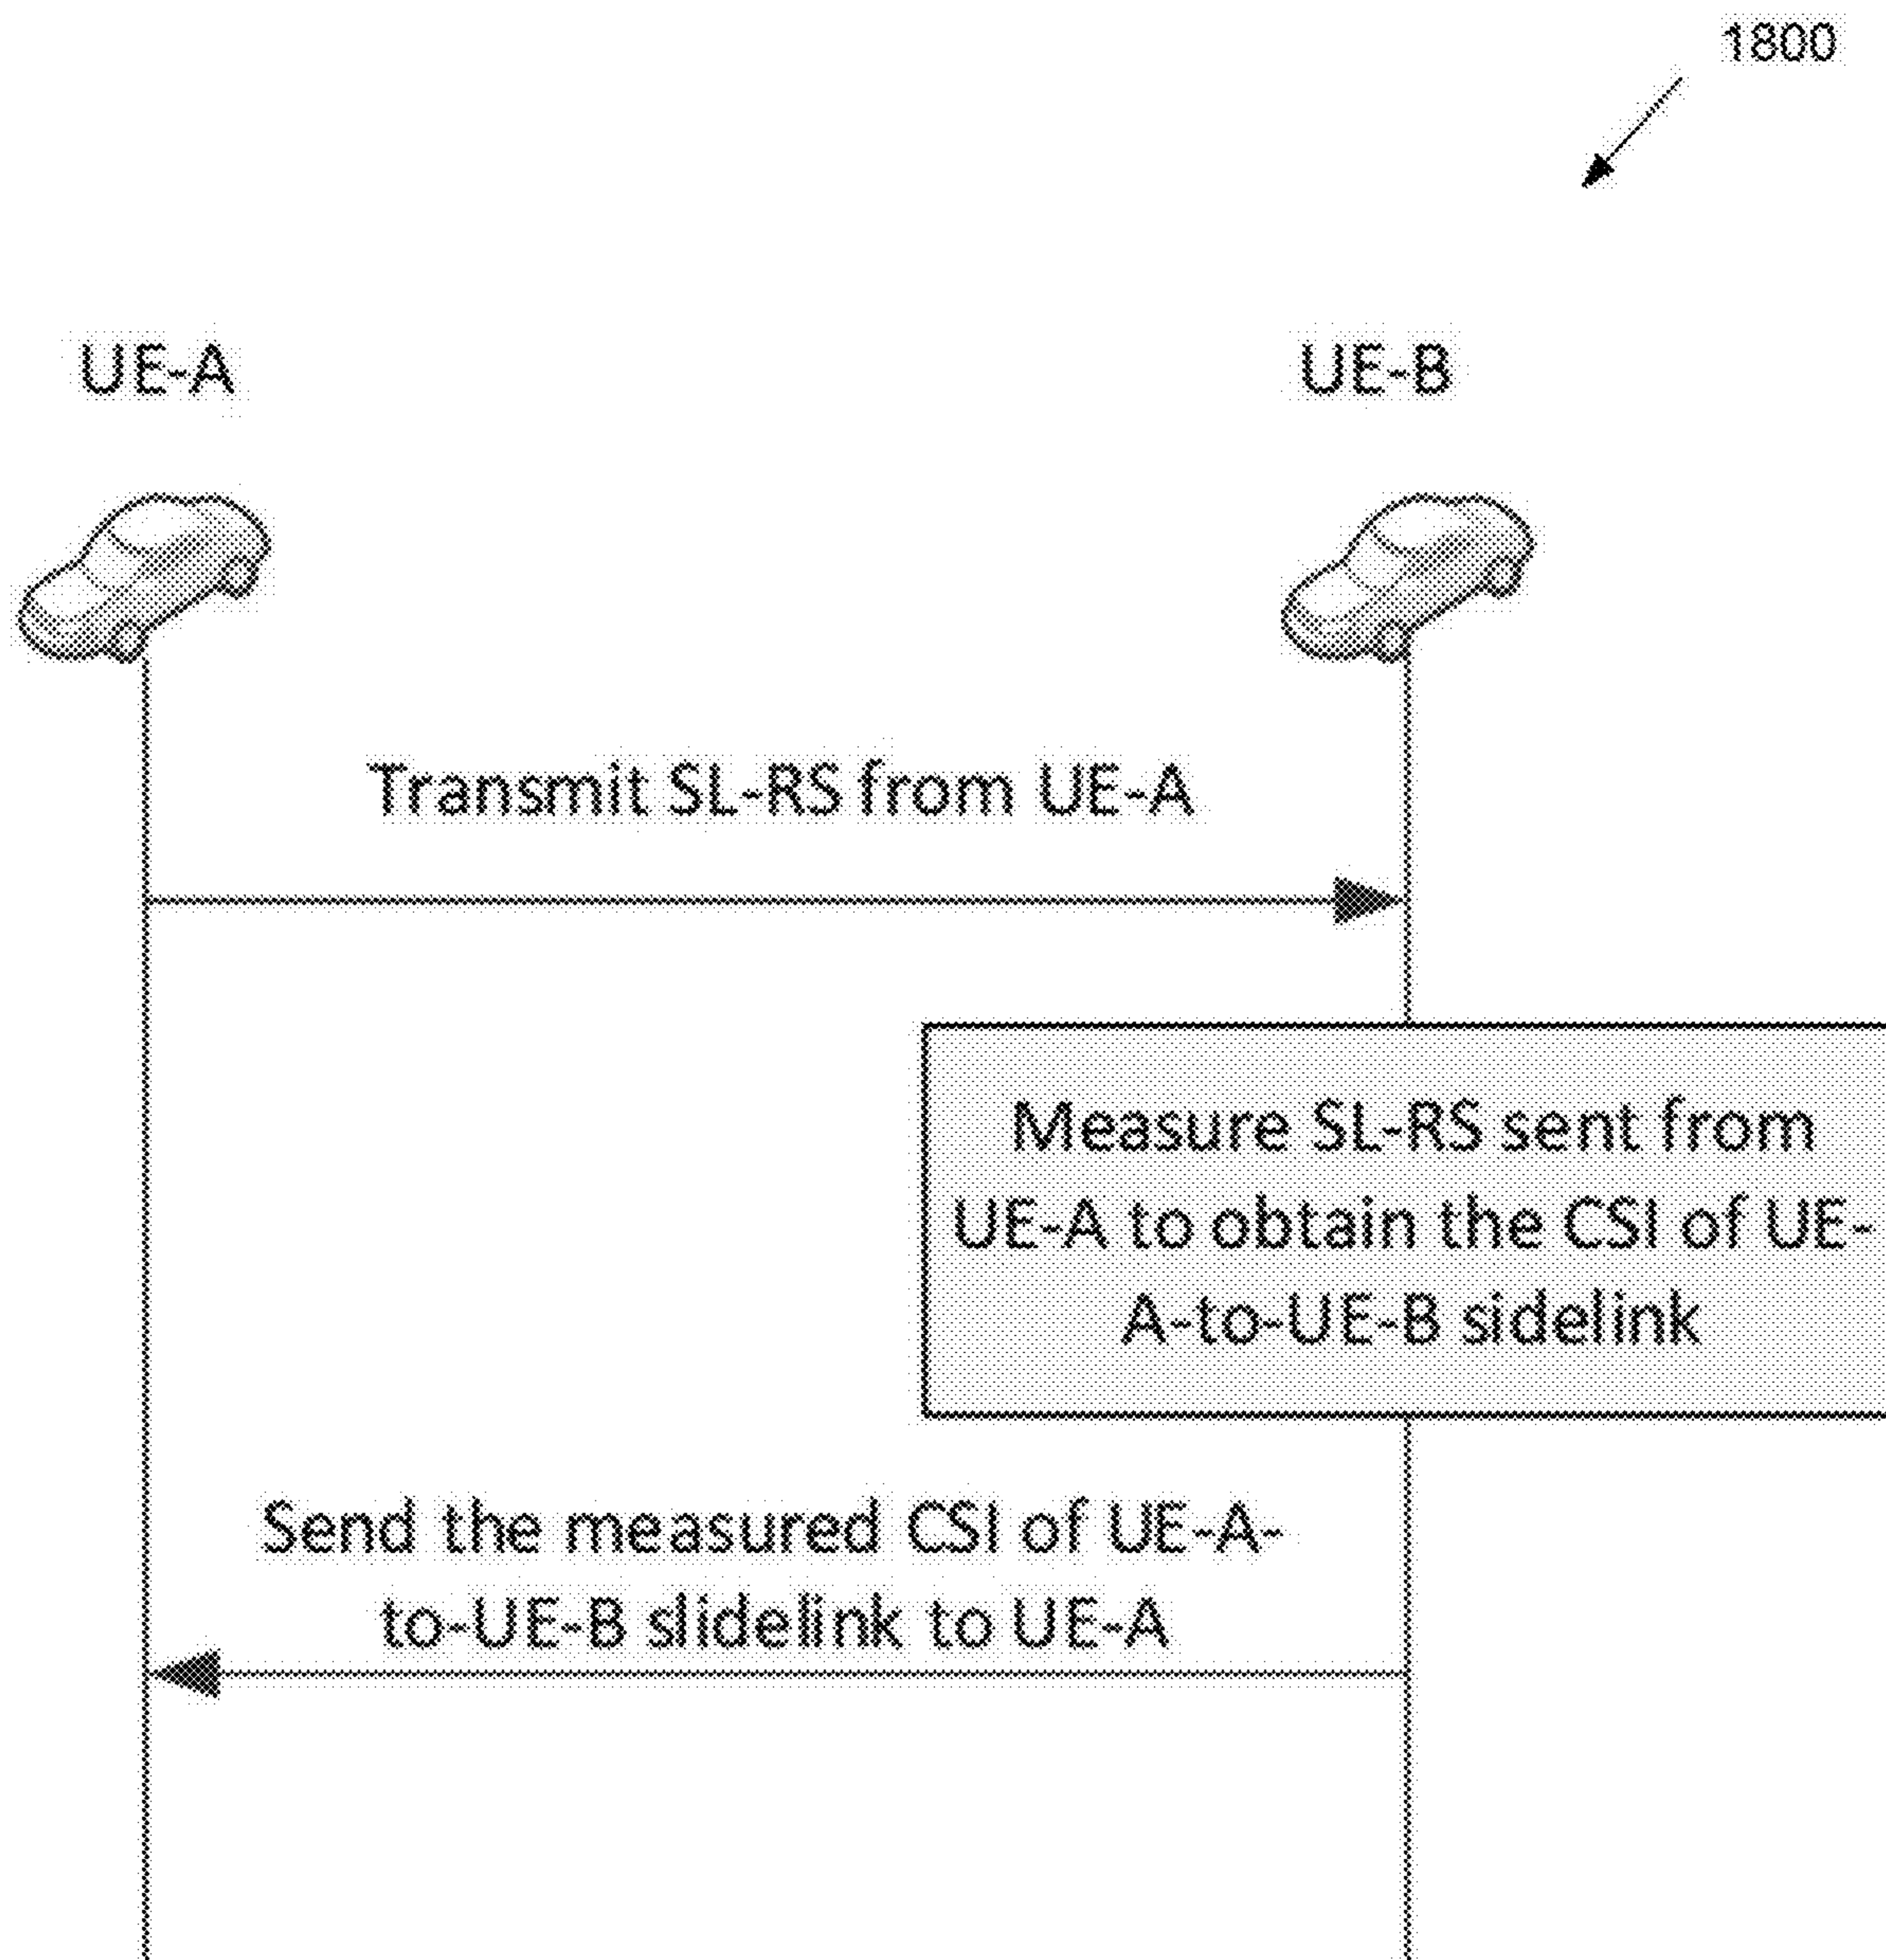 1800
UE-A
UE-B
Transmit SL-RS from UE-A
Measure SL-RS sent from
UE-A to obtain the CSI of UE-
A-to-UE-B sidelink
Send the measured CSI of UE-A-
to-UE-B slidelink to UE-A